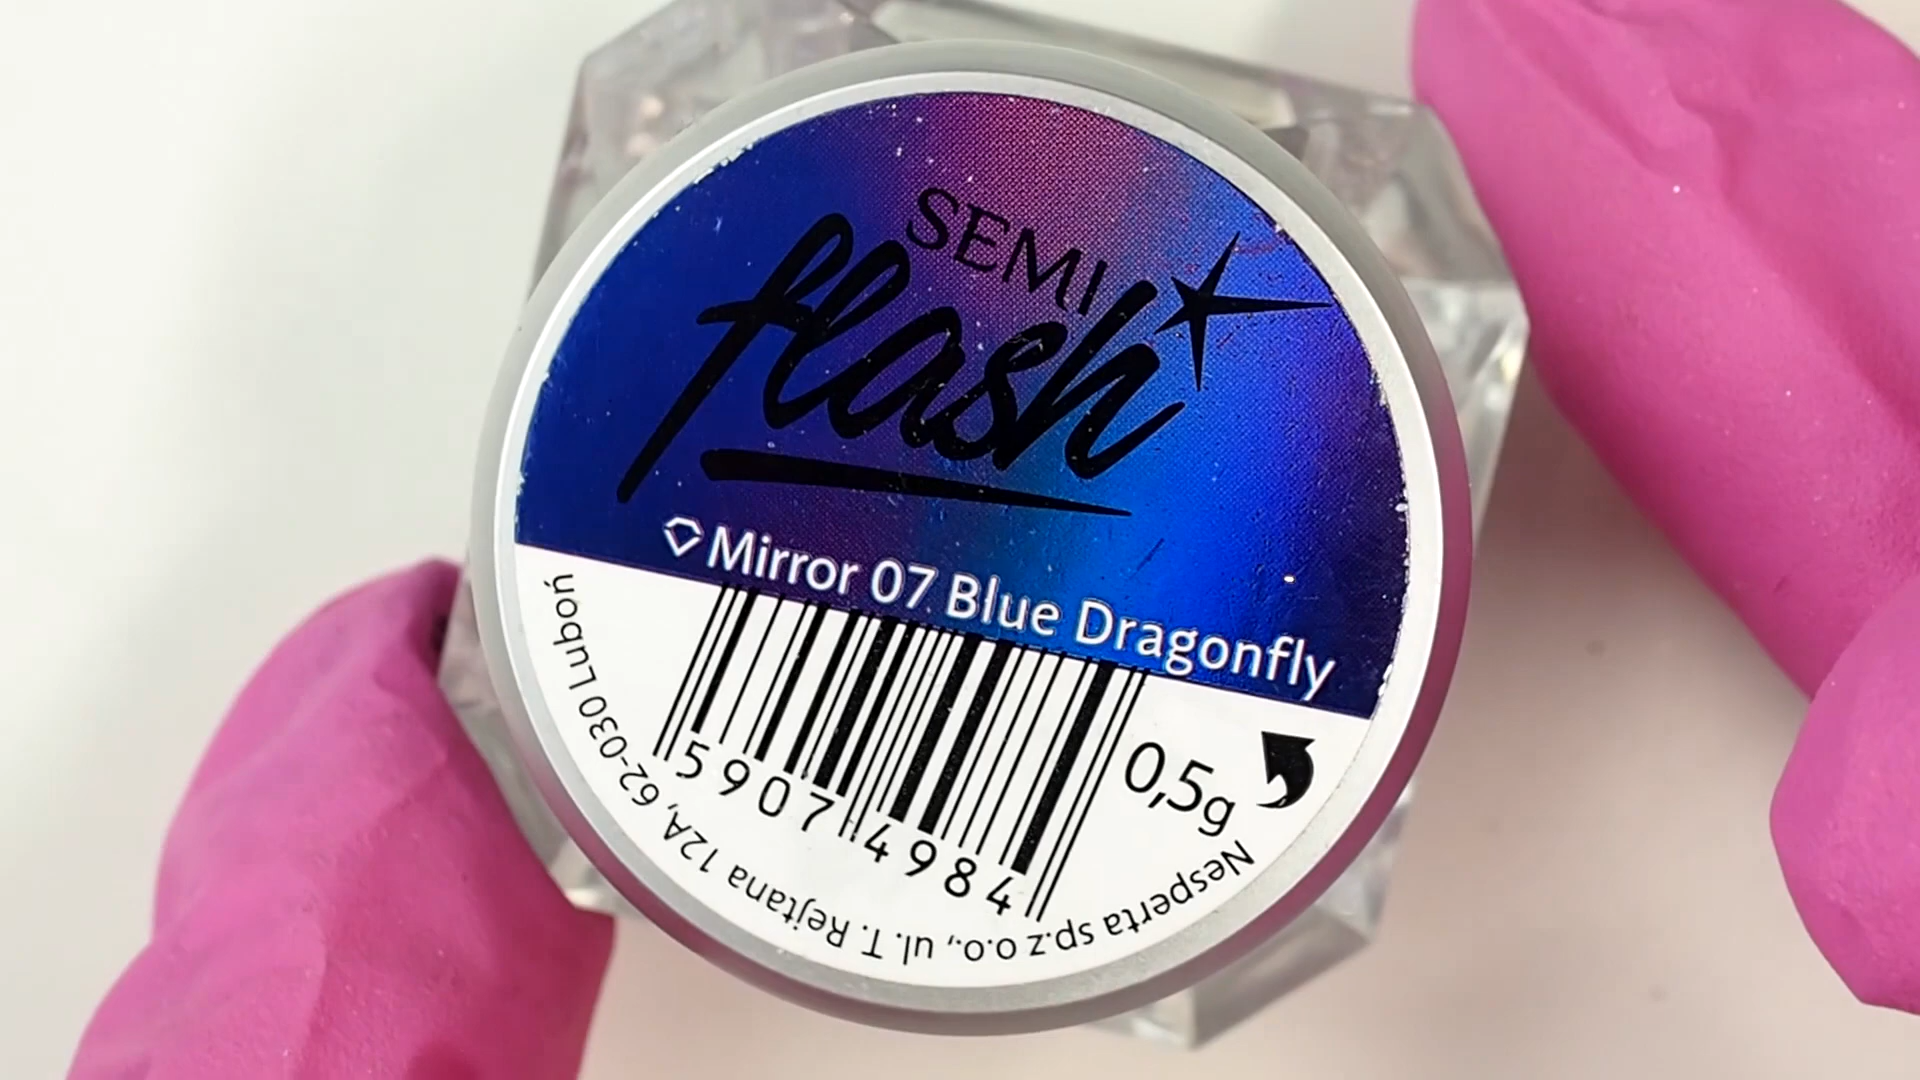 SEMI
flash
Mirror 07 Blue Dragonfly
5907 4984
0,5g
Nesperta sp.z o.o., ul. T. Rejtana 12A, 62-030 Luboń